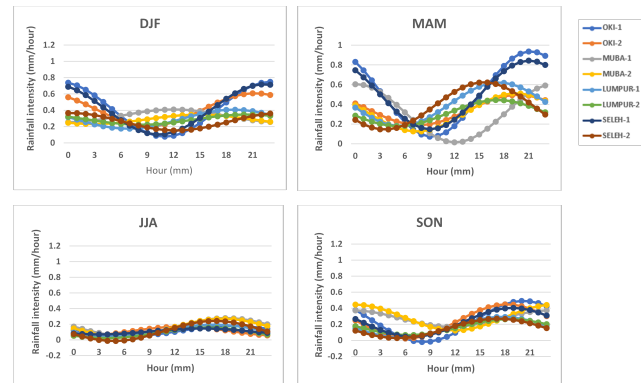 DJF
Rainfall intensity (mm/hour)
1.2
1
0.8
0.6
0.4
0.2
0
0 3 6 9 12 15 18 21
Hour (mm)
MAM
Rainfall intensity (mm/hour)
1
0.8
0.6
0.4
0.2
0
0 3 6 9 12 15 18 21
Hour (mm)
OKI-1
OKI-2
MUBA-1
MUBA-2
LUMPUR-1
LUMPUR-2
SELEH-1
SELEH-2
JJA
Rainfall intensity (mm/hour)
1.2
1
0.8
0.6
0.4
0.2
0
-0.2
0 3 6 9 12 15 18 21
Hour (mm)
SON
Rainfall intensity (mm/hour)
1.2
1
0.8
0.6
0.4
0.2
0
-0.2
0 3 6 9 12 15 18 21
Hour (mm)